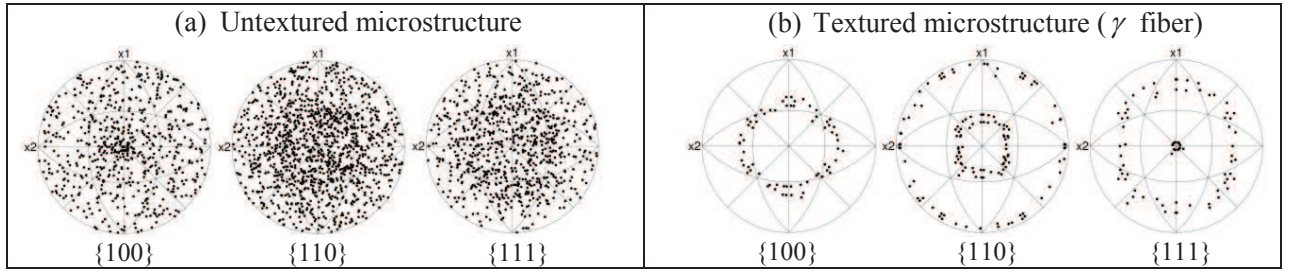 (a) Untextured microstructure
x1 x1 x1
x2 x2 x2
{100} {110} {111}
(b) Textured microstructure ( γ fiber)
x1 x1 x1
x2 x2 x2
{100} {110} {111}